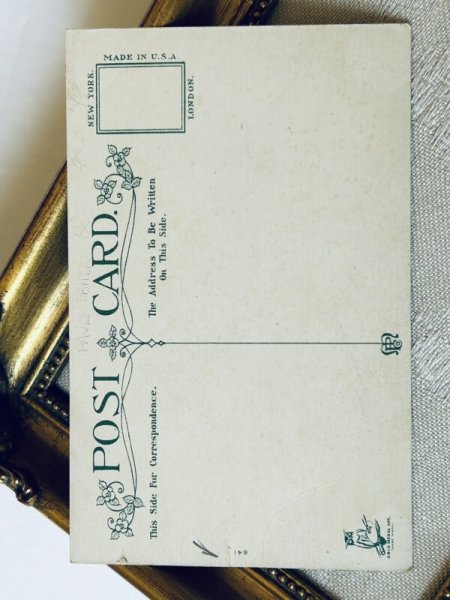 POST CARD.
This Side For Correspondence.
The Address To Be Written
On This Side.
NEW YORK.
MADE IN U.S.A.
LONDON.
149